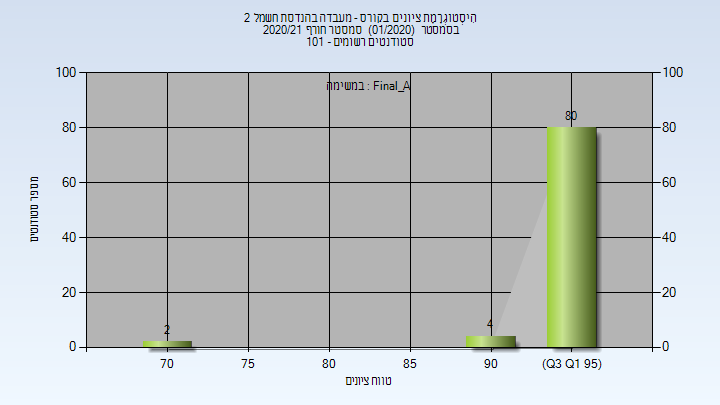 היסטוגרמת ציונים בקורס - מעבדה בהנדסת חשמל 2
בסמסטר (01/2020) סמסטר חורף 2020/21
סטודנטים רשומים - 101
במשימה : Final_A
100 100
80 80
60 60
40 40
20 20
0 0
80
4
2
מספר סטודנטים
70 75 80 85 90 (Q3 Q1 95)
טווח ציונים